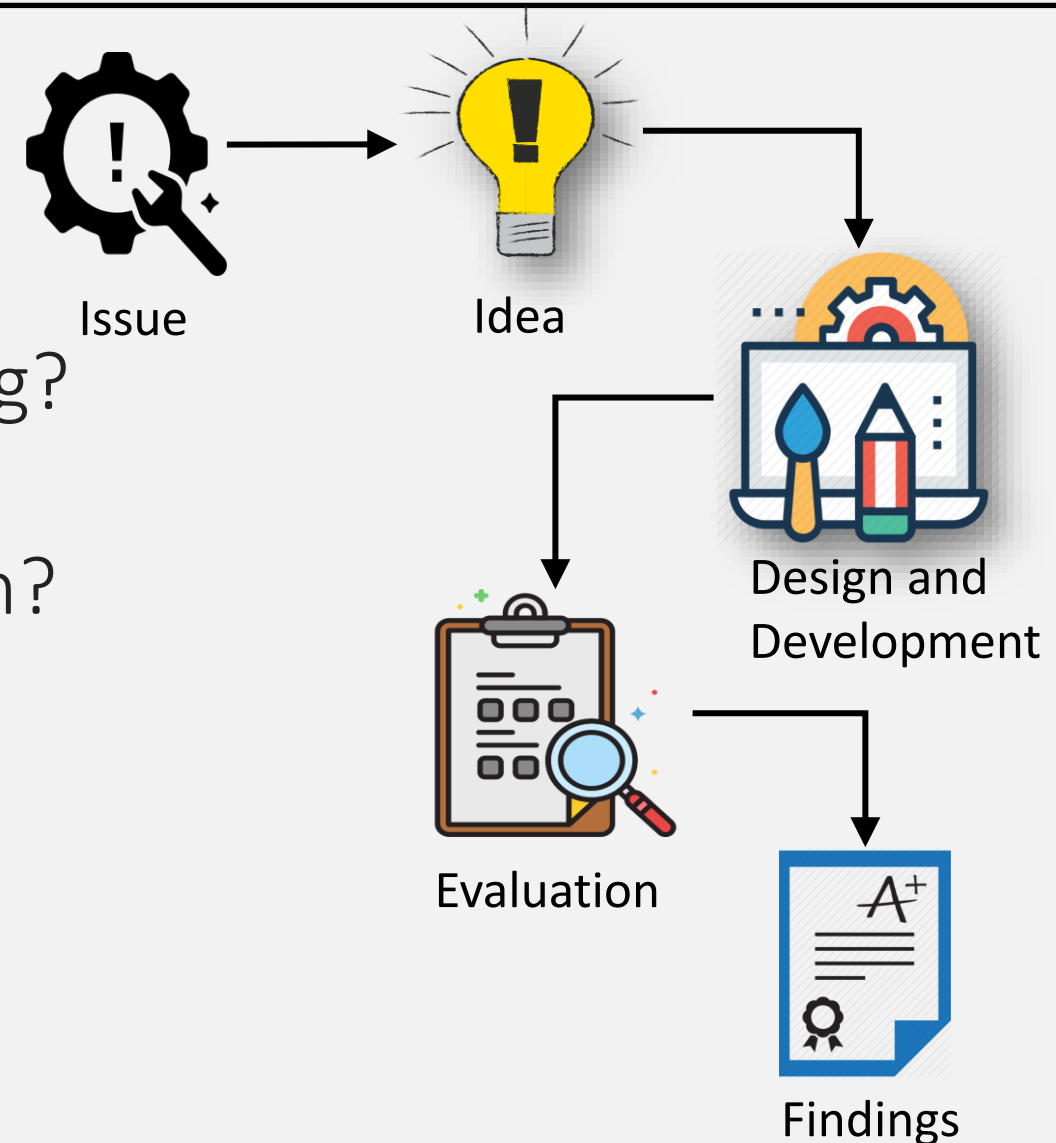 !
!
Issue
Idea
g?
n?
Design and
Development
Evaluation
A+
Findings